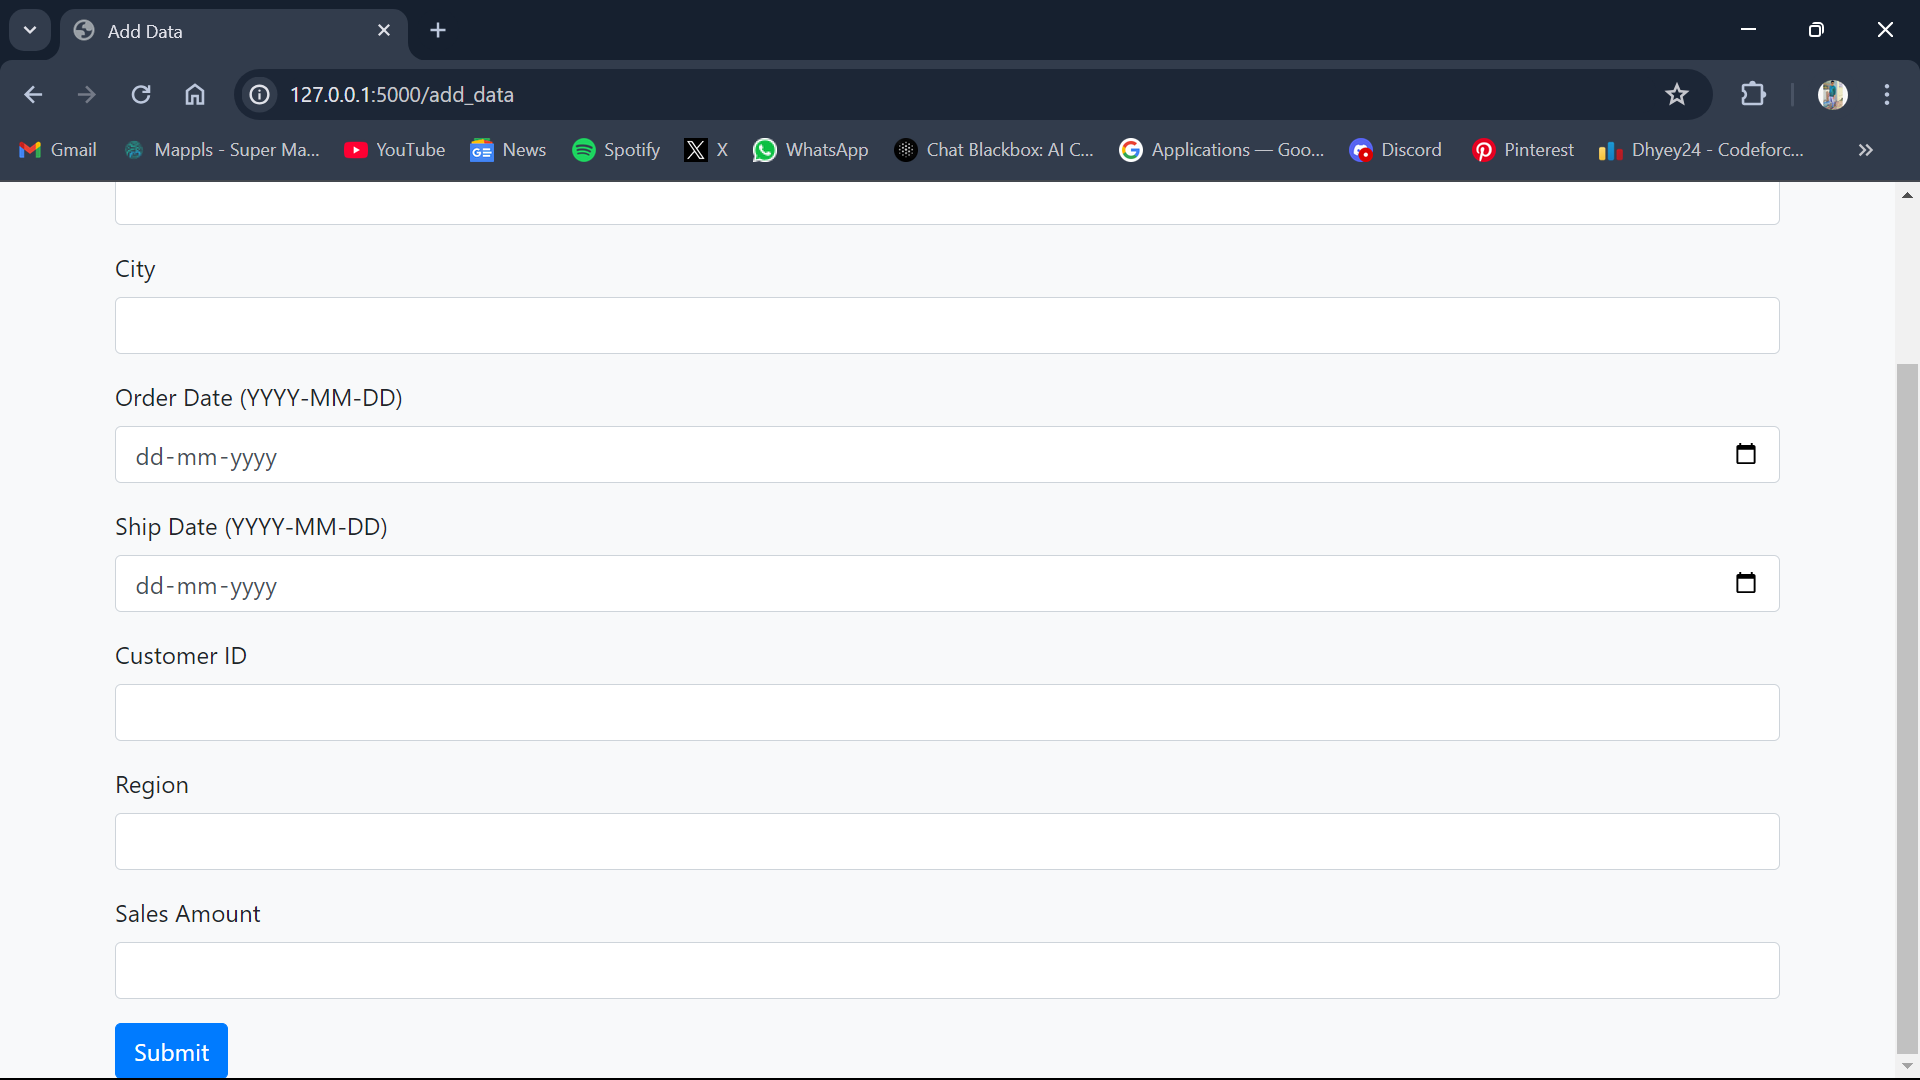 Add Data
127.0.0.1:5000/add_data
Gmail
Mappls - Super Ma...
YouTube
News
Spotify
X
WhatsApp
Chat Blackbox: AI C...
Applications — Goo...
Discord
Pinterest
Dhyey24 - Codeforc...
City
Order Date (YYYY-MM-DD)
dd-mm-yyyy
Ship Date (YYYY-MM-DD)
dd-mm-yyyy
Customer ID
Region
Sales Amount
Submit